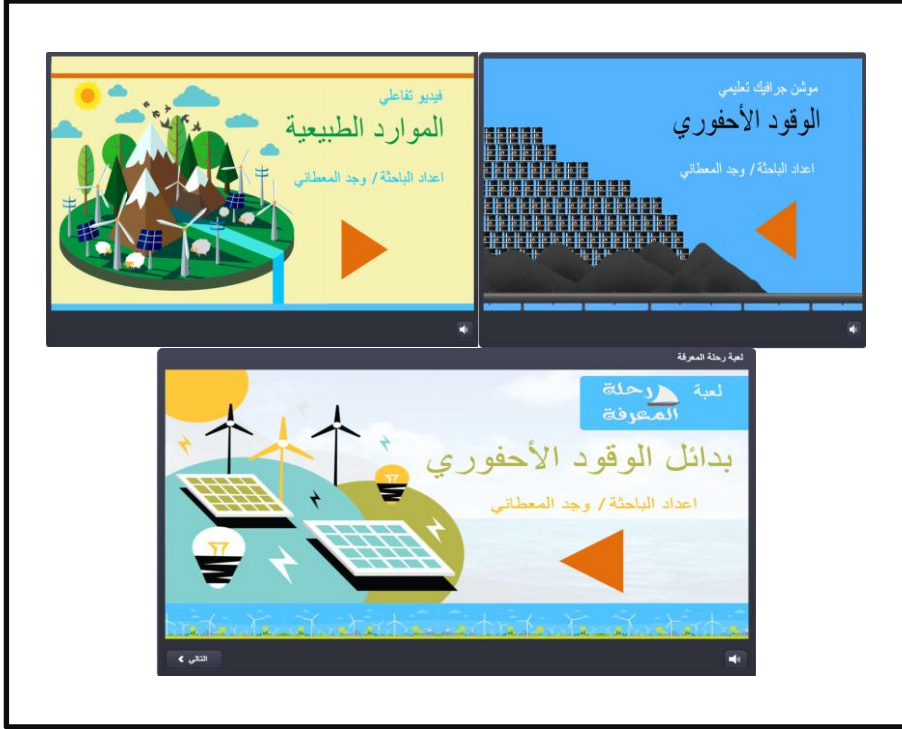 موشن جرافيك تعليمي
الوقود الأحفوري
اعداد الباحثة / وجد المعطاني
فيديو تفاعلي
الموارد الطبيعية
اعداد الباحثة / وجد المعطاني
لعبة رحلة المعرفة
لعبة رحلة
المعرفة
بدائل الوقود الأحفوري
اعداد الباحثة / وجد المعطاني
التالي